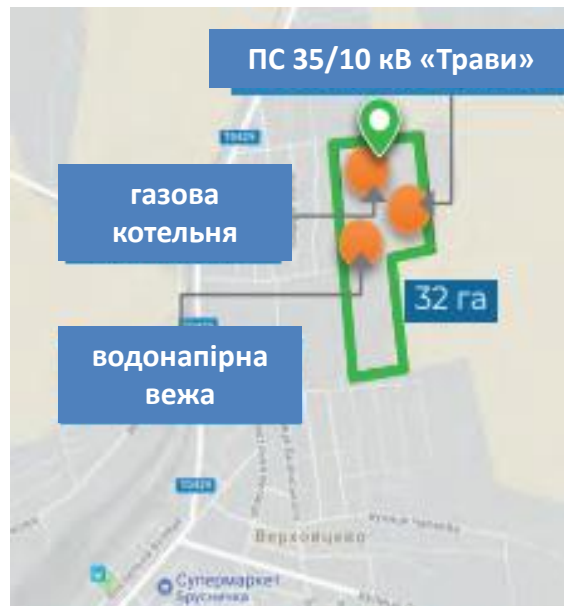 ПС 35/10 кВ «Трави»
Т0429
газова
котельня
32 га
водонапірна
вежа
Т0429
Верховцево
Супермаркет
Брусничка